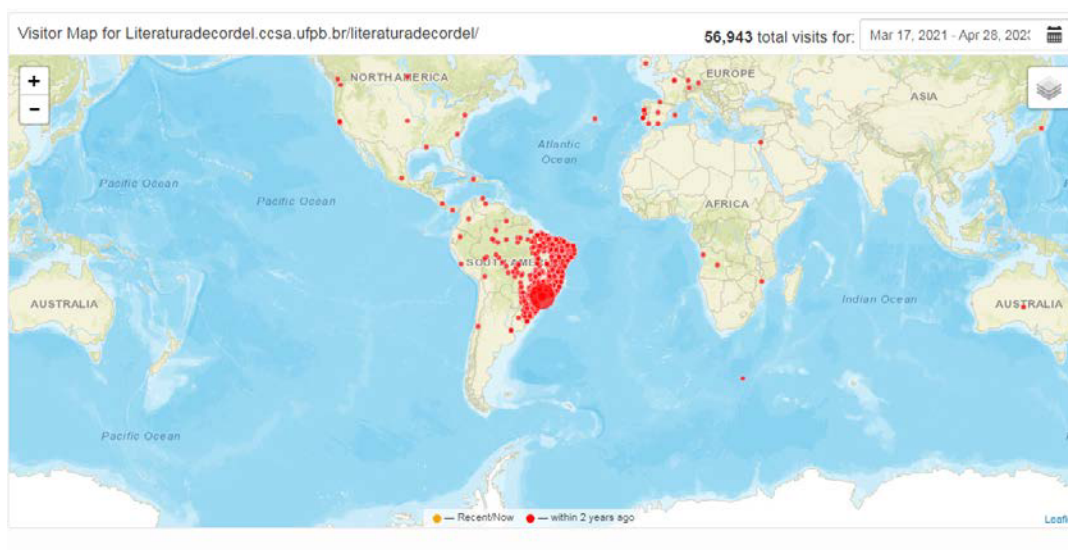 Visitor Map for Literaturadecordel.ccsa.ufpb.br/literaturadecordel/
56,943 total visits for:
Mar 17, 2021 - Apr 28, 202
+
−
NORTH AMERICA
EUROPE
ASIA
Atlantic
Ocean
Pacific Ocean
Pacific Ocean
AFRICA
SOUTH AMER
AUSTRALIA
Indian Ocean
AUSTRALIA
Pacific Ocean
Recent/Now
within 2 years ago
Leafl